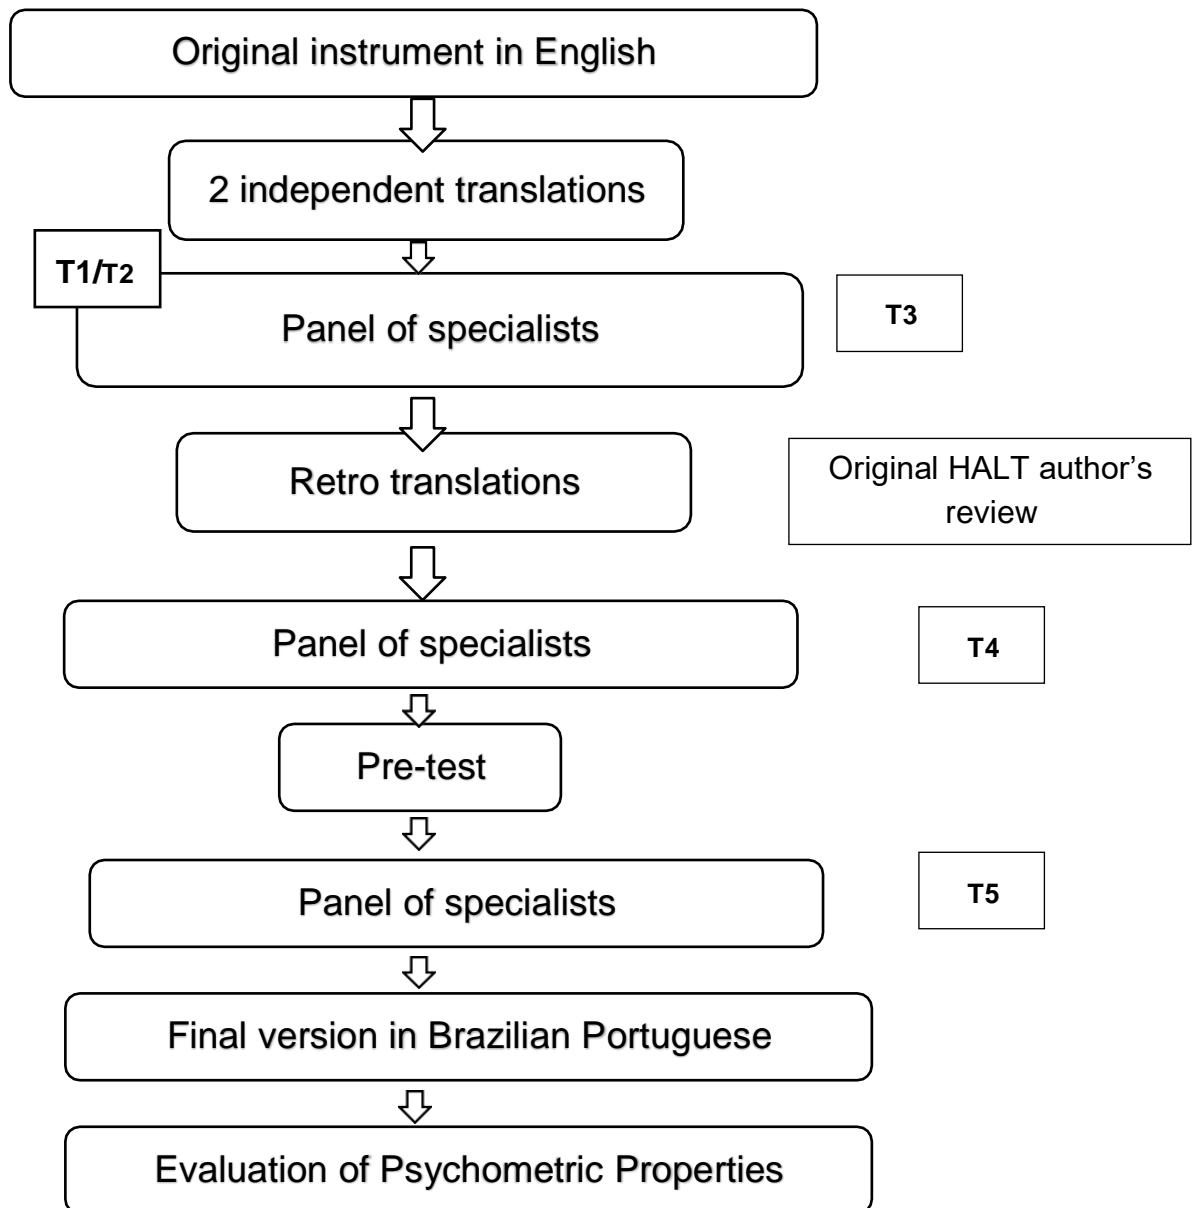 Original instrument in English
2 independent translations
T1/T2
Panel of specialists
T3
Retro translations
Original HALT author's
review
Panel of specialists
T4
Pre-test
Panel of specialists
T5
Final version in Brazilian Portuguese
Evaluation of Psychometric Properties